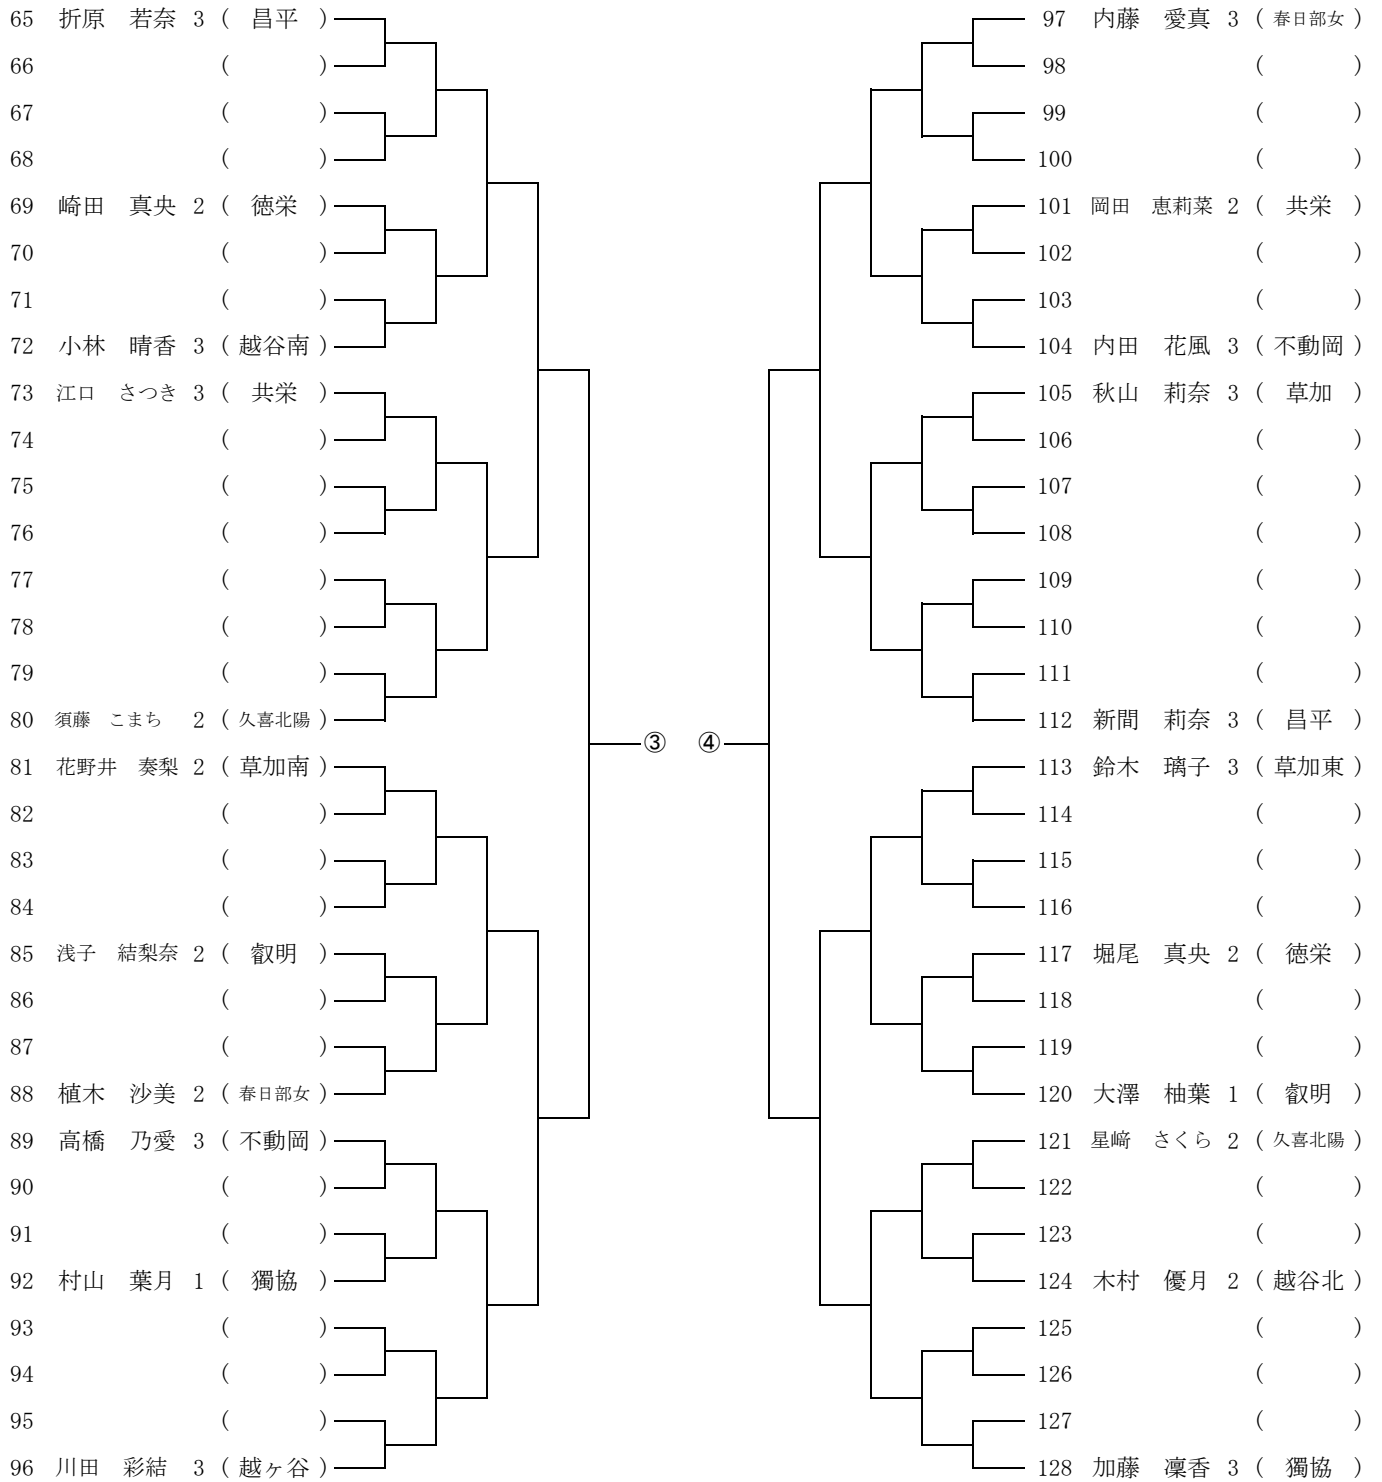 65 折原　若奈 3 ( 昌平 )
66 ( )
67 ( )
68 ( )
69 崎田　真央 2 ( 徳栄 )
70 ( )
71 ( )
72 小林　晴香 3 ( 越谷南 )
73 江口　さつき 3 ( 共栄 )
74 ( )
75 ( )
76 ( )
77 ( )
78 ( )
79 ( )
80 須藤　こまち 2 ( 久喜北陽 )
81 花野井　奏梨 2 ( 草加南 )
82 ( )
83 ( )
84 ( )
85 浅子　結梨奈 2 ( 叡明 )
86 ( )
87 ( )
88 植木　沙美 2 ( 春日部女 )
89 高橋　乃愛 3 ( 不動岡 )
90 ( )
91 ( )
92 村山　葉月 1 ( 獨協 )
93 ( )
94 ( )
95 ( )
96 川田　彩結 3 ( 越ヶ谷 )
③ ④
97 内藤　愛真 3 ( 春日部女 )
98 ( )
99 ( )
100 ( )
101 岡田　恵莉菜 2 ( 共栄 )
102 ( )
103 ( )
104 内田　花風 3 ( 不動岡 )
105 秋山　莉奈 3 ( 草加 )
106 ( )
107 ( )
108 ( )
109 ( )
110 ( )
111 ( )
112 新間　莉奈 3 ( 昌平 )
113 鈴木　璃子 3 ( 草加東 )
114 ( )
115 ( )
116 ( )
117 堀尾　真央 2 ( 徳栄 )
118 ( )
119 ( )
120 大澤　柚葉 1 ( 叡明 )
121 星﨑　さくら 2 ( 久喜北陽 )
122 ( )
123 ( )
124 木村　優月 2 ( 越谷北 )
125 ( )
126 ( )
127 ( )
128 加藤　凜香 3 ( 獨協 )